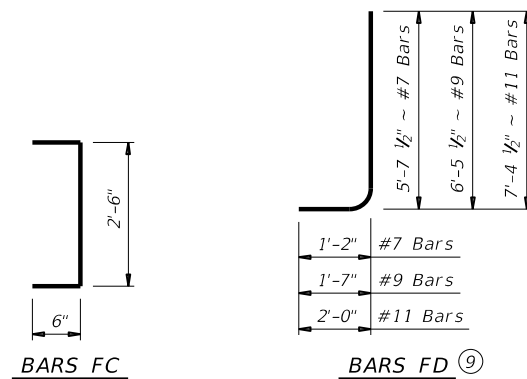 2'-6"
6"
BARS FC
5'-7 ½" ~ #7 Bars
6'-5 ½" ~ #9 Bars
7'-4 ½" ~ #11 Bars
1'-2" #7 Bars
1'-7" #9 Bars
2'-0" #11 Bars
BARS FD 9